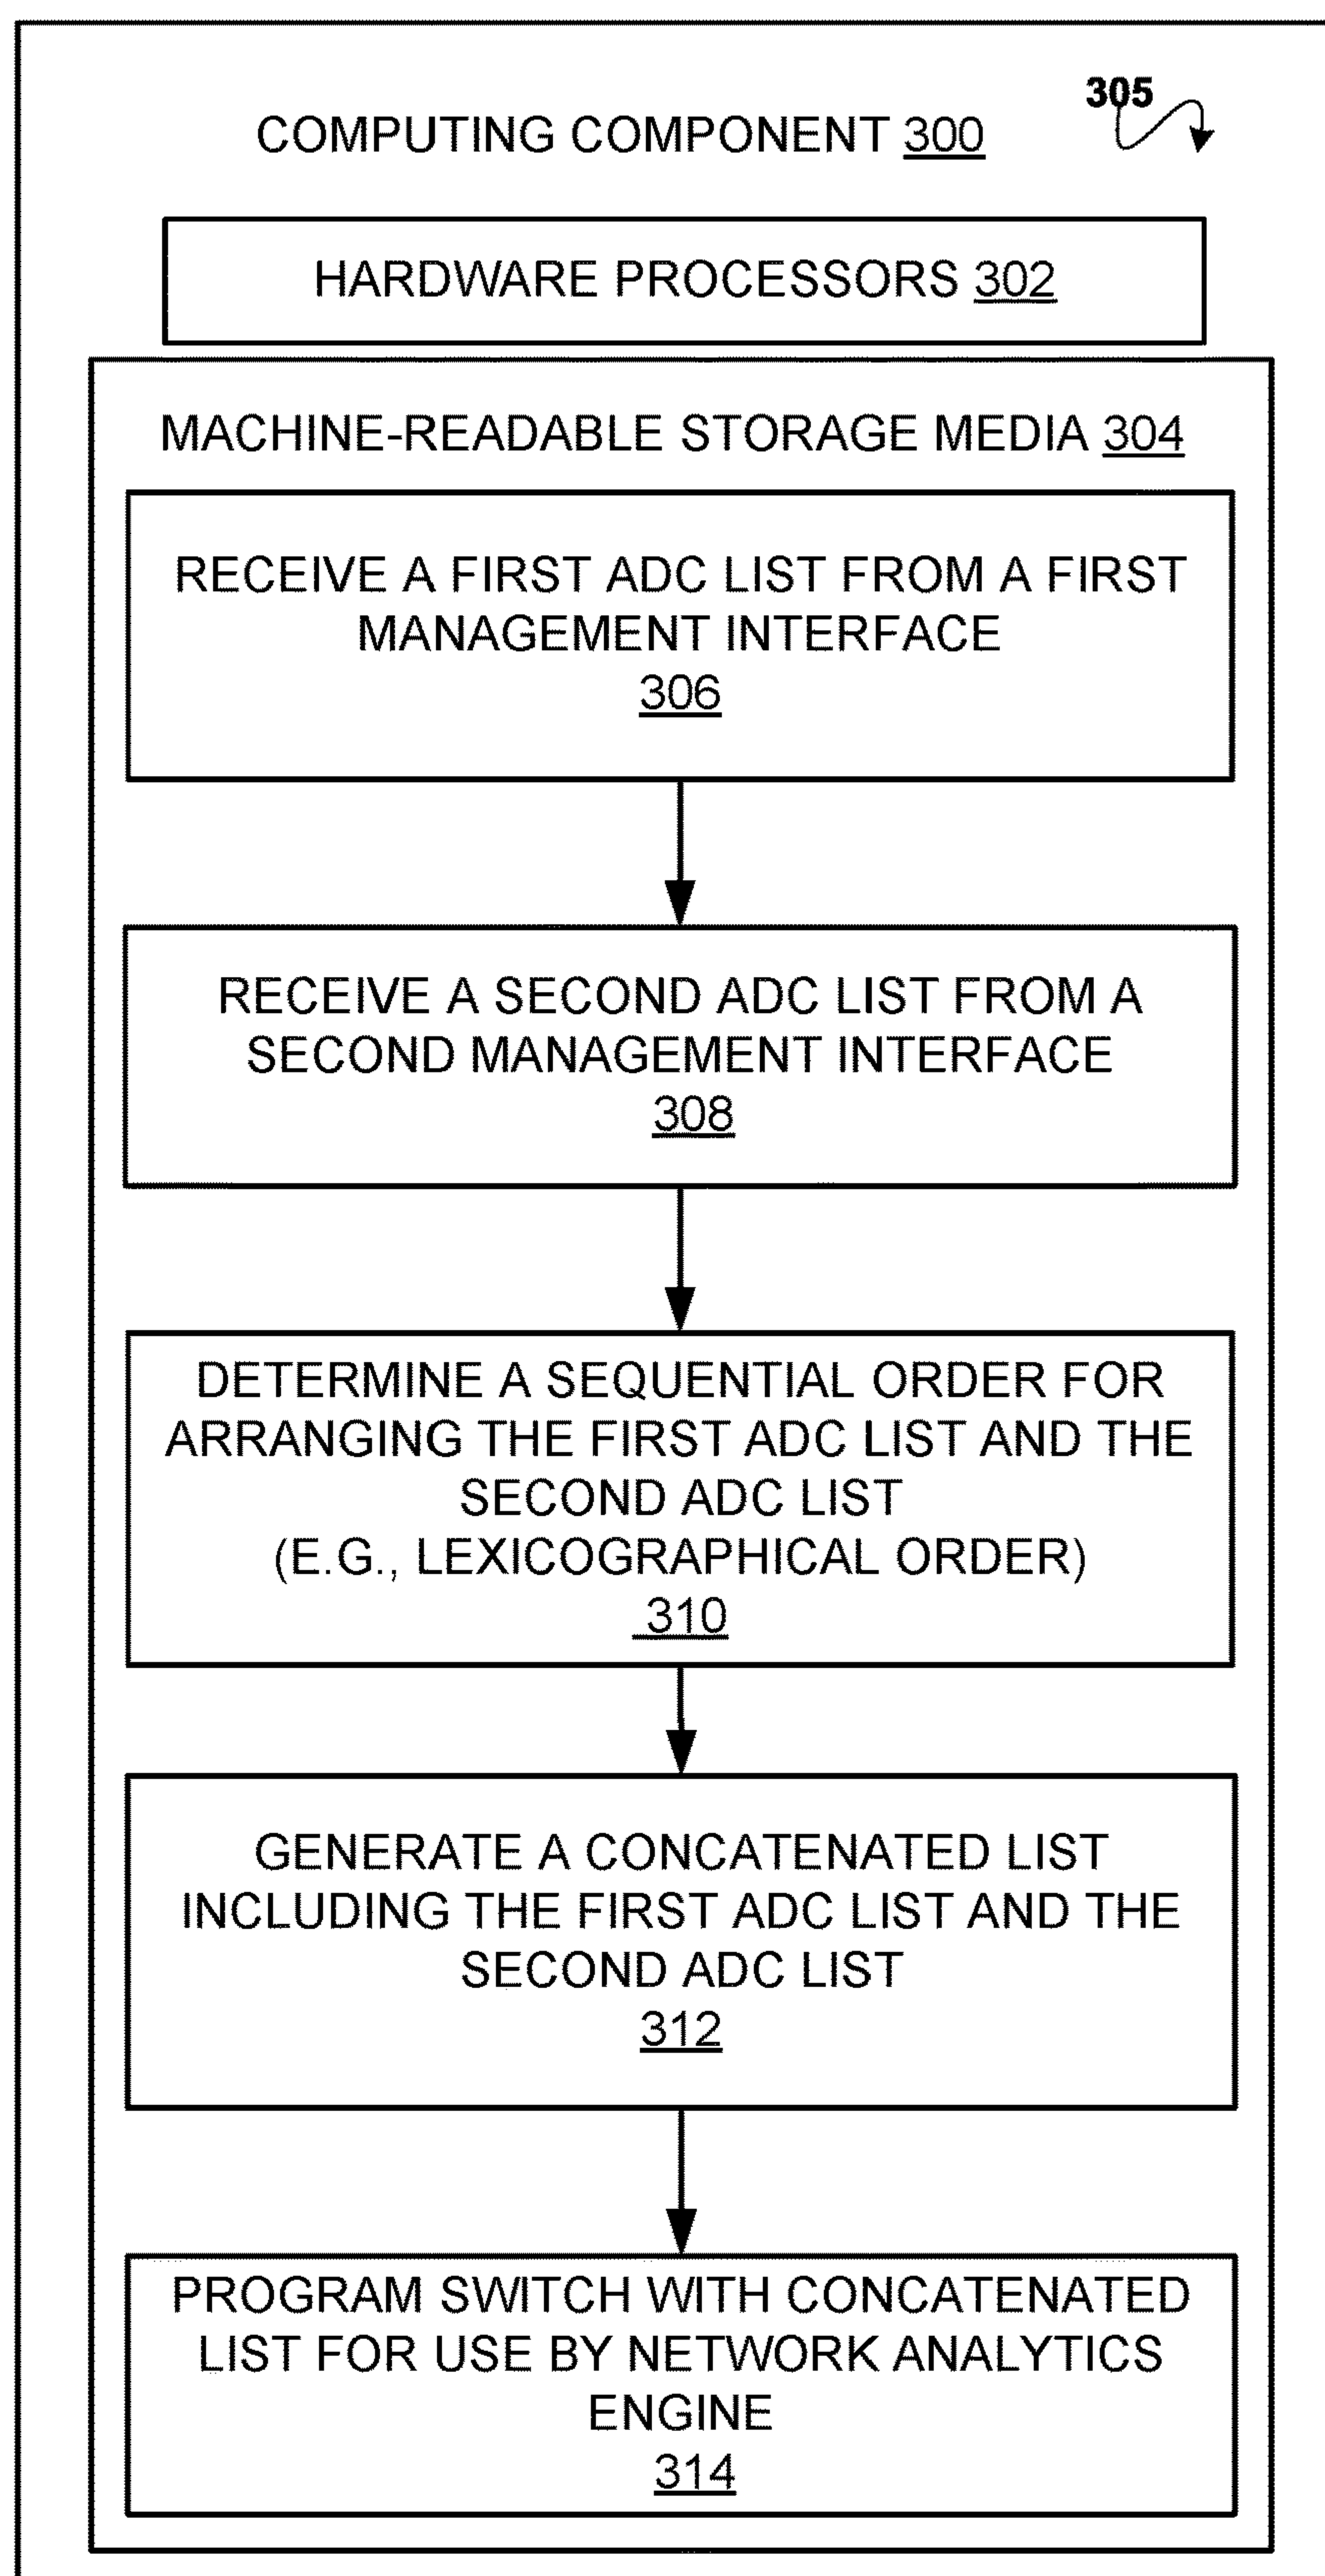 305
COMPUTING COMPONENT 300
HARDWARE PROCESSORS 302
MACHINE-READABLE STORAGE MEDIA 304
RECEIVE A FIRST ADC LIST FROM A FIRST
MANAGEMENT INTERFACE
306
RECEIVE A SECOND ADC LIST FROM A
SECOND MANAGEMENT INTERFACE
308
DETERMINE A SEQUENTIAL ORDER FOR
ARRANGING THE FIRST ADC LIST AND THE
SECOND ADC LIST
(E.G., LEXICOGRAPHICAL ORDER)
310
GENERATE A CONCATENATED LIST
INCLUDING THE FIRST ADC LIST AND THE
SECOND ADC LIST
312
PROGRAM SWITCH WITH CONCATENATED
LIST FOR USE BY NETWORK ANALYTICS
ENGINE
314